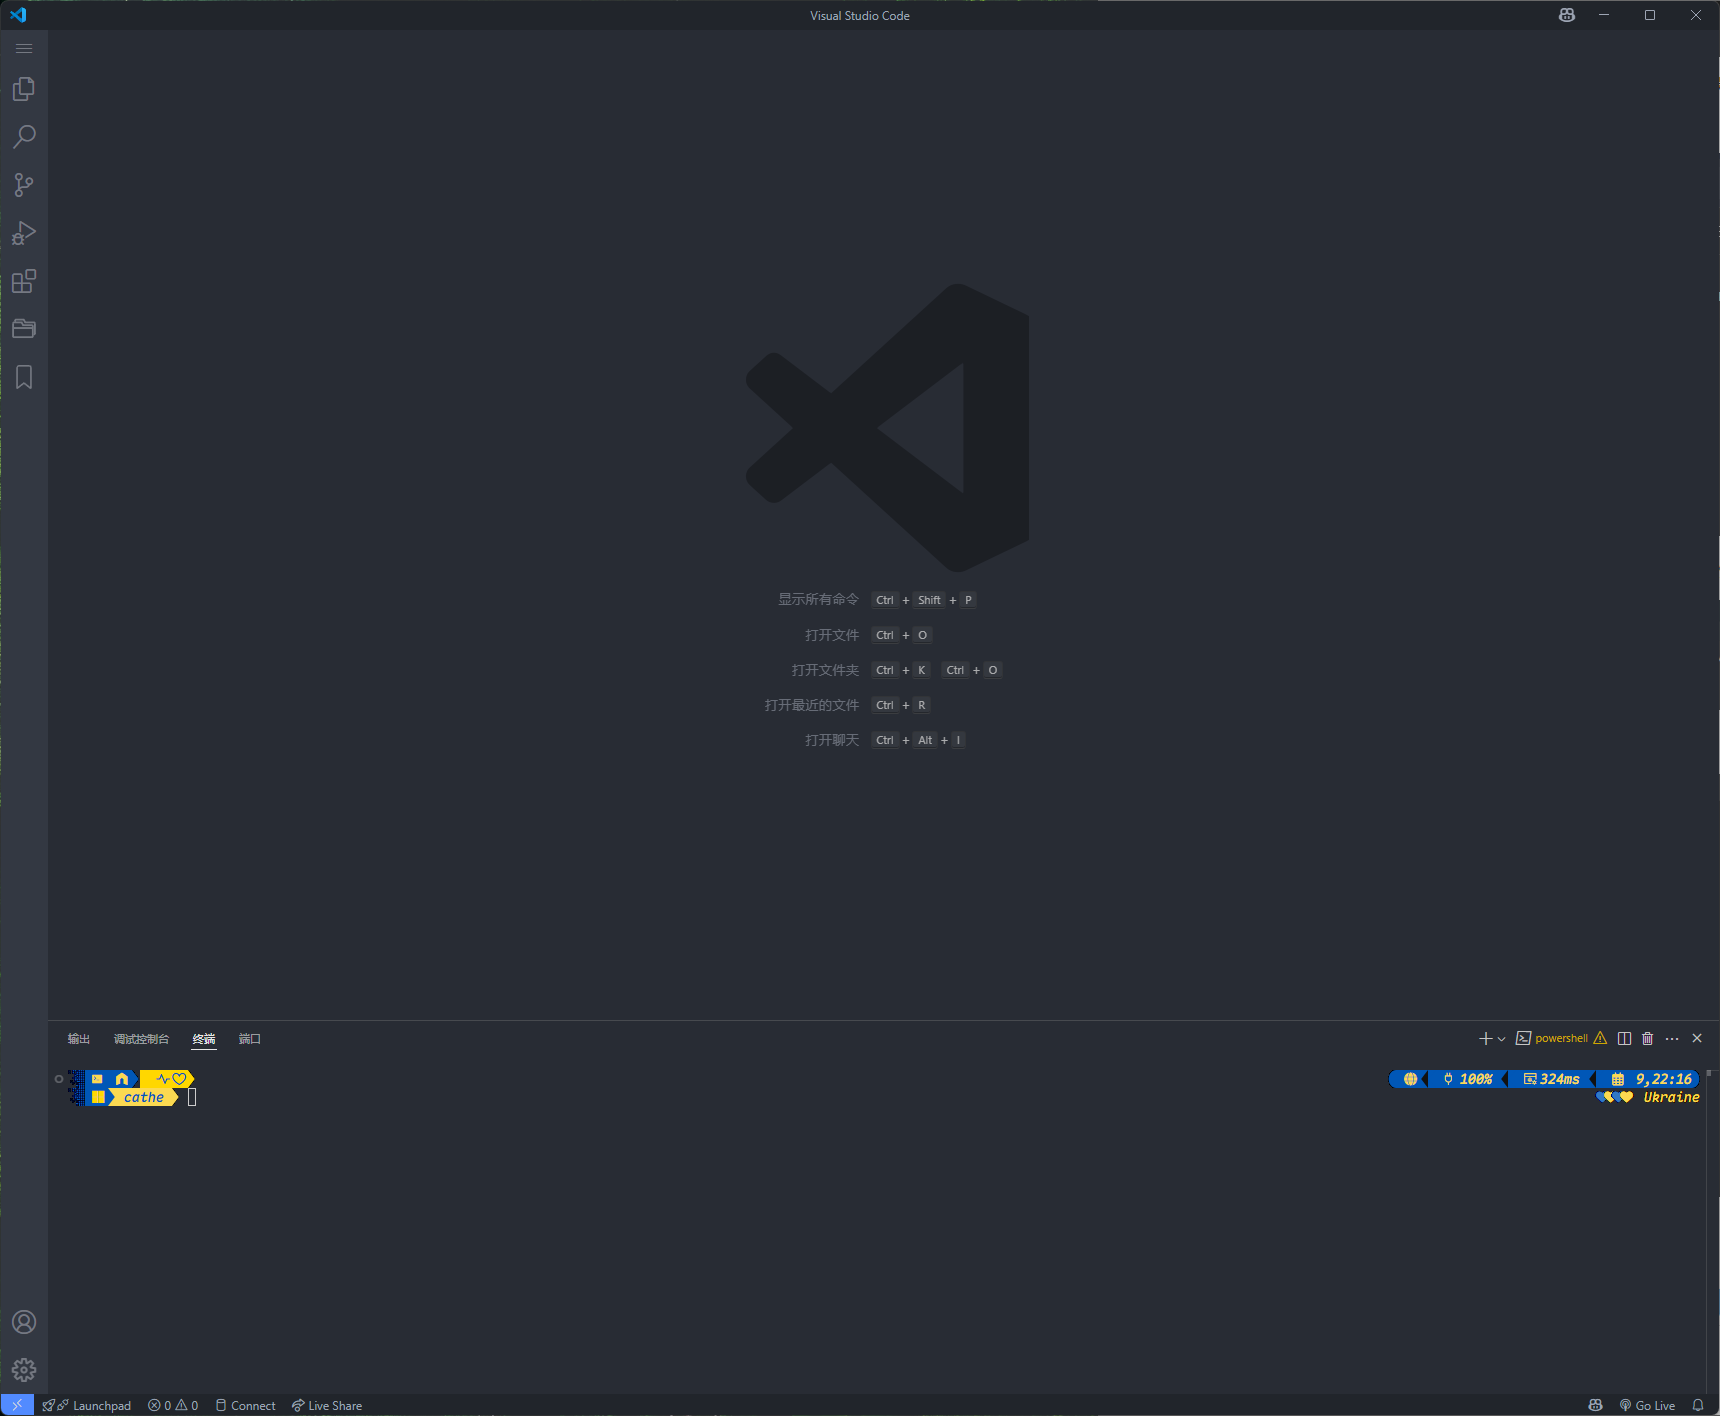 Visual Studio Code
显示所有命令 Ctrl + Shift + P
打开文件 Ctrl + O
打开文件夹 Ctrl + K Ctrl + O
打开最近的文件 Ctrl + R
打开聊天 Ctrl + Alt + I
输出 调试控制台 终端 端口 powershell
100% 324ms 9,22:16
cathe Ukraine
Launchpad 0 0 Connect Live Share Go Live